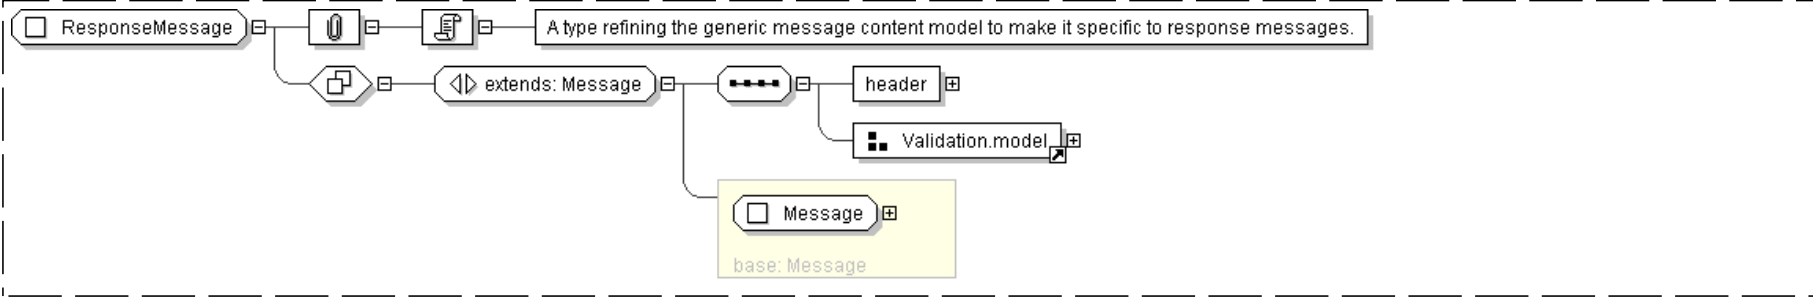 ResponseMessage
A type refining the generic message content model to make it specific to response messages.
extends: Message
header
Validation.model
Message
base: Message